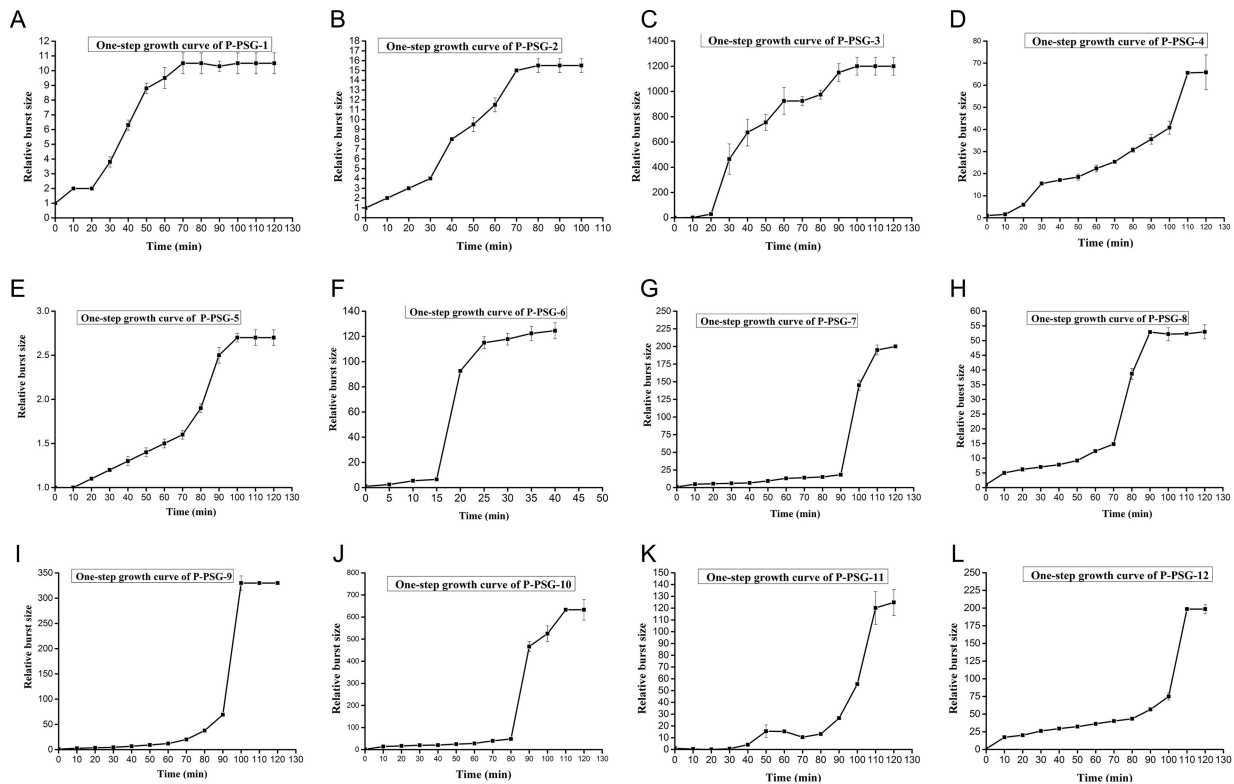 A
One-step growth curve of P-PSG-1
Relative burst size
12
11
10
9
8
7
6
5
4
3
2
1
0 10 20 30 40 50 60 70 80 90 100 110 120 130
Time (min)
B
One-step growth curve of P-PSG-2
Relative burst size
18
17
16
15
14
13
12
11
10
9
8
7
6
5
4
3
2
1
0 10 20 30 40 50 60 70 80 90 100 110
Time (min)
C
One-step growth curve of P-PSG-3
Relative burst size
1400
1200
1000
800
600
400
200
0
0 10 20 30 40 50 60 70 80 90 100 110 120 130
Time (min)
D
One-step growth curve of P-PSG-4
Relative burst size
80
70
60
50
40
30
20
10
0
0 10 20 30 40 50 60 70 80 90 100 110 120 130
Time (min)
E
One-step growth curve of P-PSG-5
Relative burst size
3.0
2.5
2.0
1.5
1.0
0 10 20 30 40 50 60 70 80 90 100 110 120 130
Time (min)
F
One-step growth curve of P-PSG-6
Relative burst size
140
120
100
80
60
40
20
0
0 5 10 15 20 25 30 35 40 45 50
Time (min)
G
One-step growth curve of P-PSG-7
Relative burst size
250
225
200
175
150
125
100
75
50
25
0
0 10 20 30 40 50 60 70 80 90 100 110 120 130
Time (min)
H
One-step growth curve of P-PSG-8
Relative buest size
60
55
50
45
40
35
30
25
20
15
10
5
0
0 10 20 30 40 50 60 70 80 90 100 110 120 130
Time (min)
I
One-step growth curve of P-PSG-9
Relative burst size
350
300
250
200
150
100
50
0
0 10 20 30 40 50 60 70 80 90 100 110 120 130
Time (min)
J
One-step growth curve of P-PSG-10
Relative burst size
800
700
600
500
400
300
200
100
0
0 10 20 30 40 50 60 70 80 90 100 110 120 130
Time (min)
K
One-step growth curve of P-PSG-11
Relative burst size
150
140
130
120
110
100
90
80
70
60
50
40
30
20
10
0
0 10 20 30 40 50 60 70 80 90 100 110 120 130
Time (min)
L
One-step growth curve of P-PSG-12
Relative burst size
250
225
200
175
150
125
100
75
50
25
0
0 10 20 30 40 50 60 70 80 90 100 110 120 130
Time (min)